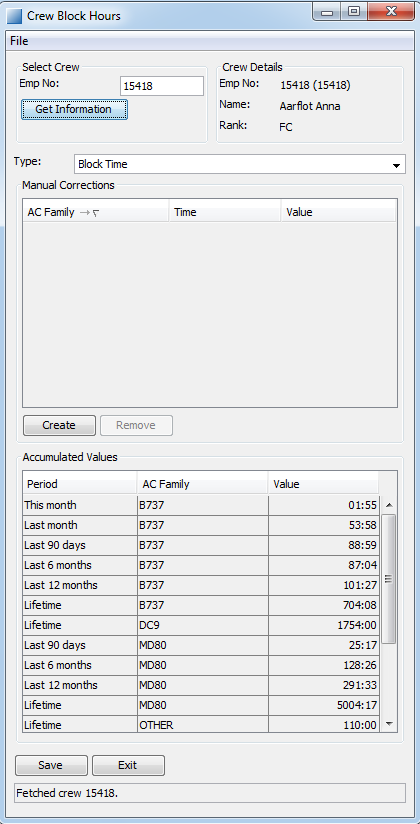 Crew Block Hours
File
Select Crew
Emp No: 15418
Get Information
Crew Details
Emp No: 15418 (15418)
Name: Aarflot Anna
Rank: FC
Type: Block Time
Manual Corrections
AC Family Time Value
Create Remove
Accumulated Values
Period AC Family Value
This month B737 01:55
Last month B737 53:58
Last 90 days B737 88:59
Last 6 months B737 87:04
Last 12 months B737 101:27
Lifetime B737 704:08
Lifetime DC9 1754:00
Last 90 days MD80 25:17
Last 6 months MD80 128:26
Last 12 months MD80 291:33
Lifetime MD80 5004:17
Lifetime OTHER 110:00
Save Exit
Fetched crew 15418.